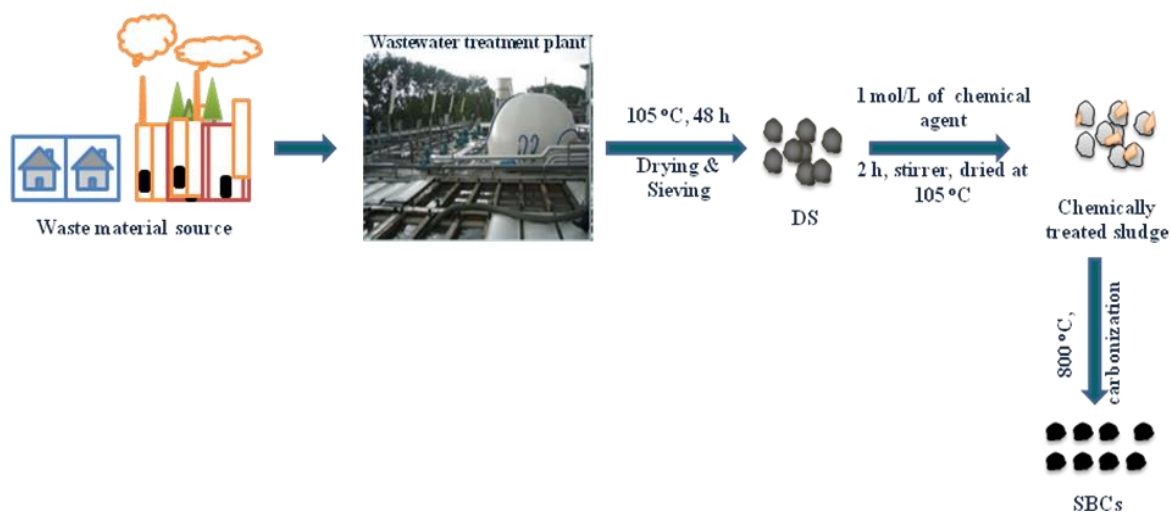 Wastewater treatment plant
Waste material source
105 °C, 48 h
Drying &
Sieving
DS
1 mol/L of chemical
agent
2 h, stirrer, dried at
105 °C
Chemically
treated sludge
800 °C,
carbonization
SBCs